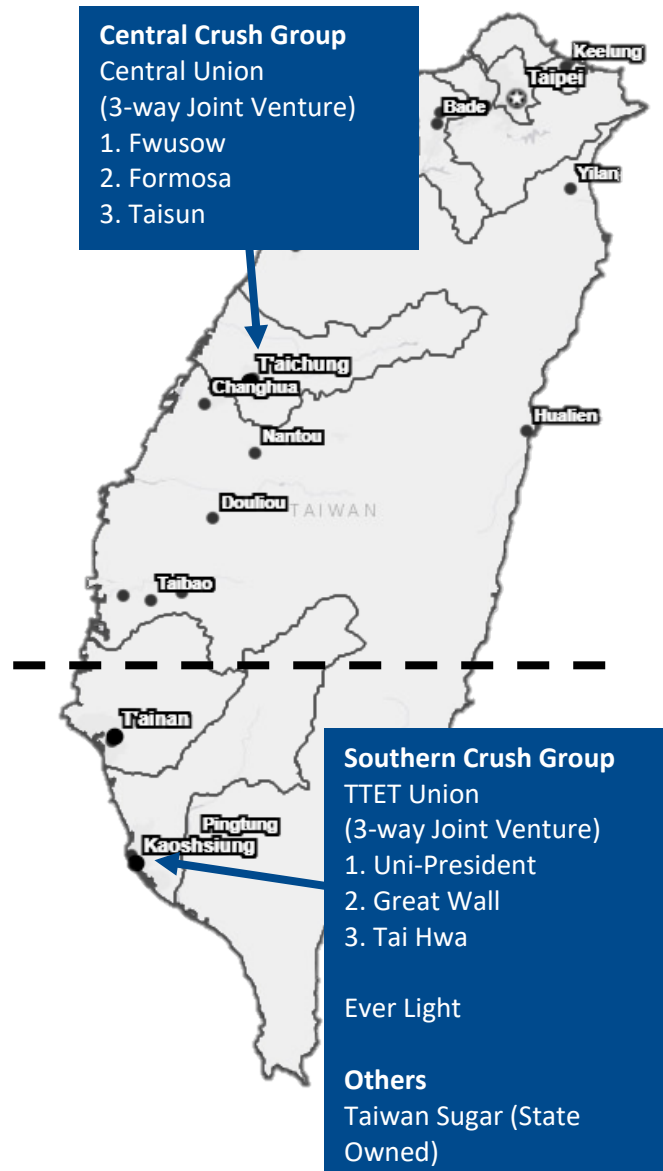 Central Crush Group
Central Union
(3-way Joint Venture)
1. Fwusow
2. Formosa
3. Taisun
Keelung
Taipei
Bade
Yilan
T'aichung
Changhua
Hualien
Nantou
Douliou
TAIWAN
Taibao
T'ainan
Pingtung
Kaoshsiung
Southern Crush Group
TTET Union
(3-way Joint Venture)
1. Uni-President
2. Great Wall
3. Tai Hwa
Ever Light
Others
Taiwan Sugar (State
Owned)